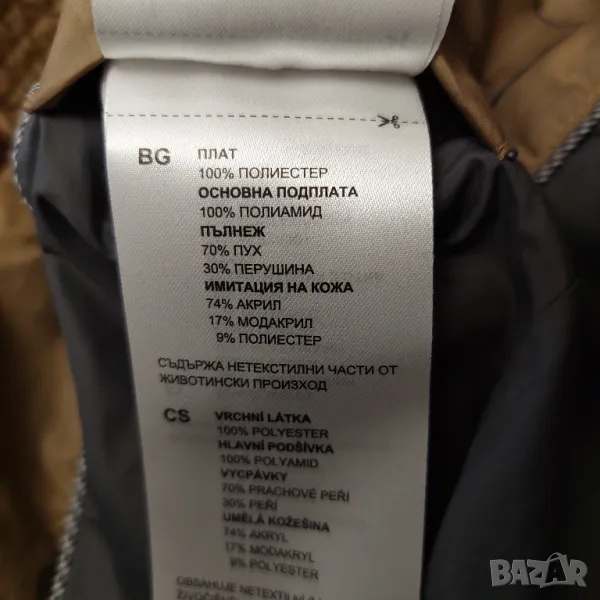 BG ПЛАТ
100% ПОЛИЕСТЕР
ОСНОВНА ПОДПЛАТА
100% ПОЛИАМИД
ПЪЛНЕЖ
70% ПУХ
30% ПЕРУШИНА
ИМИТАЦИЯ НА КОЖА
74% АКРИЛ
17% МОДАКРИЛ
9% ПОЛИЕСТЕР
СЪДЪРЖА НЕТЕКСТИЛНИ ЧАСТИ ОТ
ЖИВОТИНСКИ ПРОИЗХОД
CS VRCHNÍ LÁTKA
100% POLYESTER
HLAVNÍ PODŠÍVKA
100% POLYAMID
VYCPÁVKY
70% PRACHOVÉ PEŘÍ
30% PEŘÍ
UMĚLÁ KOŽEŠINA
74% AKRYL
17% MODAKRYL
9% POLYESTER
OBSAHUJE NETEXTILNÍ
BAZAR